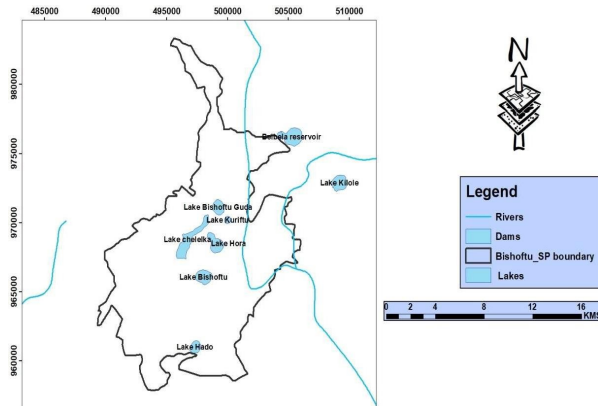 485000 490000 495000 500000 505000 510000
980000
975000
970000
965000
960000
Belbela reservoir
Lake Kilole
Lake Bishoftu Guda
Lake Kuriftu
Lake chelelka
Lake Hora
Lake Bishoftu
Lake Hado
N
Legend
Rivers
Dams
Bishoftu_SP boundary
Lakes
0 2 4 8 12 16
KMS